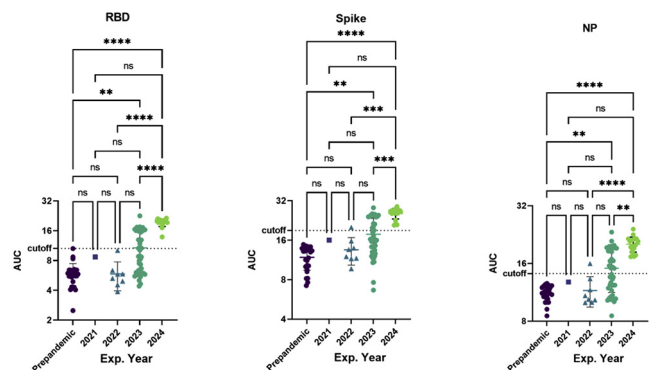 RBD
****
ns
**
****
ns
****
ns
ns
ns
32
16
cutoff
8
4
2
AUC
Prepandemic
2021
2022
2023
2024
Exp. Year
Spike
****
ns
**
***
ns
***
ns
ns
ns
32
cutoff
16
8
4
AUC
Prepandemic
2021
2022
2023
2024
Exp. Year
NP
****
ns
**
ns
****
ns
ns
ns
**
32
16
cutoff
8
AUC
Prepandemic
2021
2022
2023
2024
Exp. Year